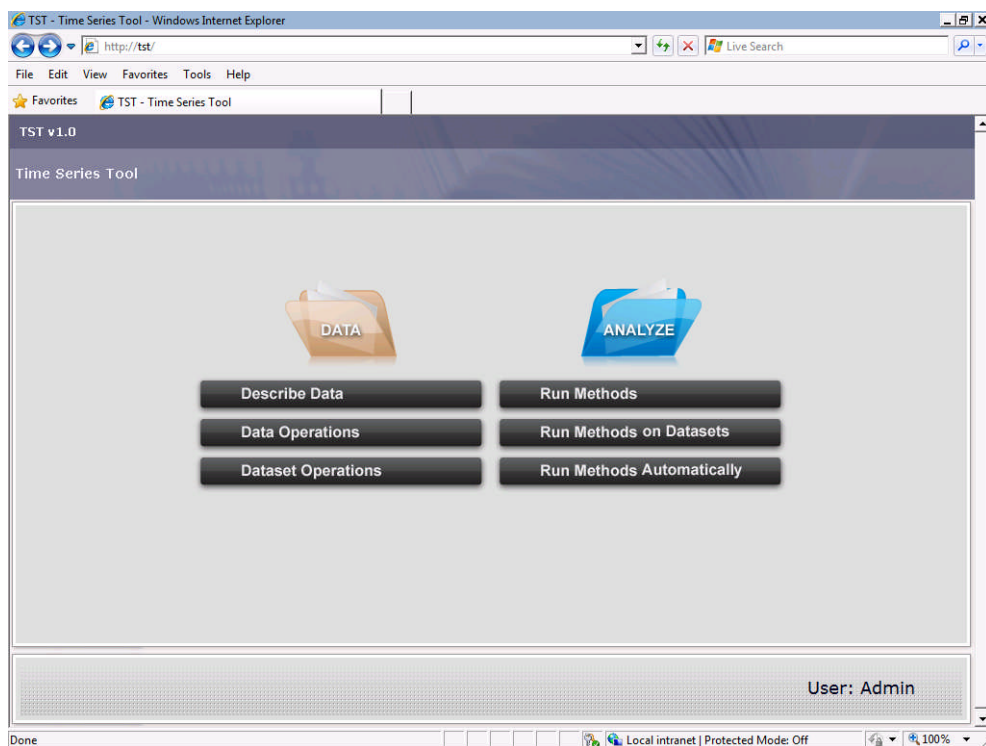 TST - Time Series Tool - Windows Internet Explorer
http://tst/
Live Search
File Edit View Favorites Tools Help
Favorites TST - Time Series Tool
TST v1.0
Time Series Tool
DATA ANALYZE
Describe Data Run Methods
Data Operations Run Methods on Datasets
Dataset Operations Run Methods Automatically
User: Admin
Done Local intranet | Protected Mode: Off 100%